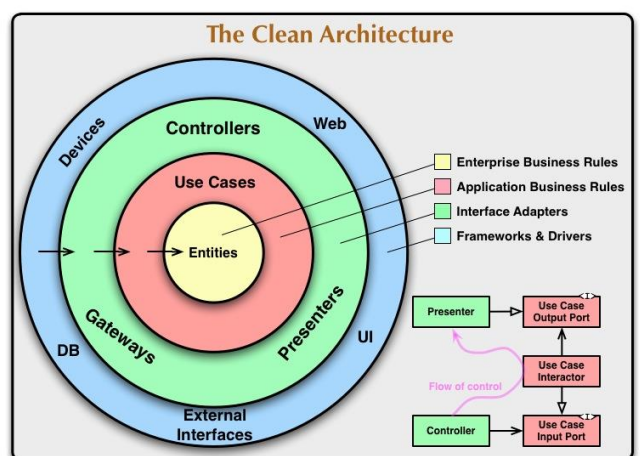 The Clean Architecture
Devices
Web
Controllers
Use Cases
Entities
Gateways
Presenters
DB
UI
External
Interfaces
Enterprise Business Rules
Application Business Rules
Interface Adapters
Frameworks & Drivers
Presenter
Use Case
Output Port
<I>
Flow of control
Use Case
Interactor
Controller
Use Case
Input Port
<I>